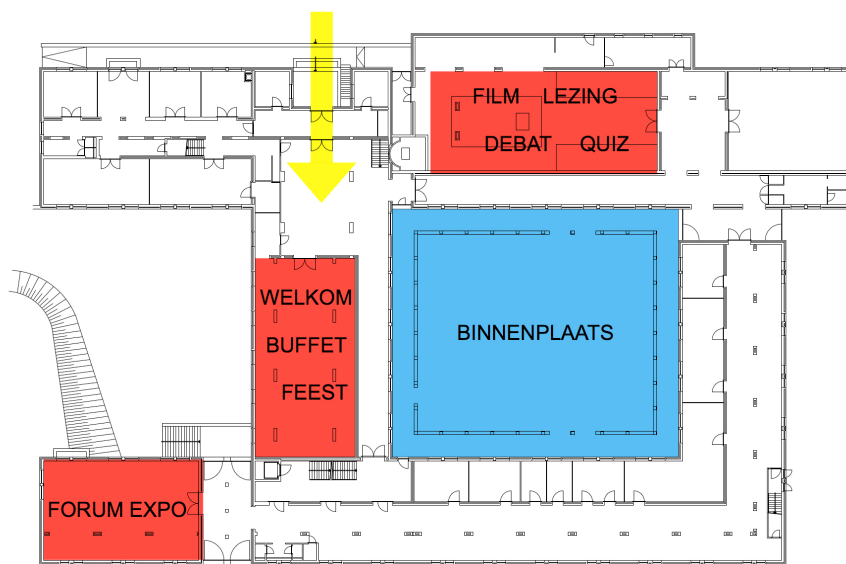 FILM LEZING
DEBAT QUIZ
WELKOM
BUFFET
FEEST
BINNENPLAATS
FORUM EXPO